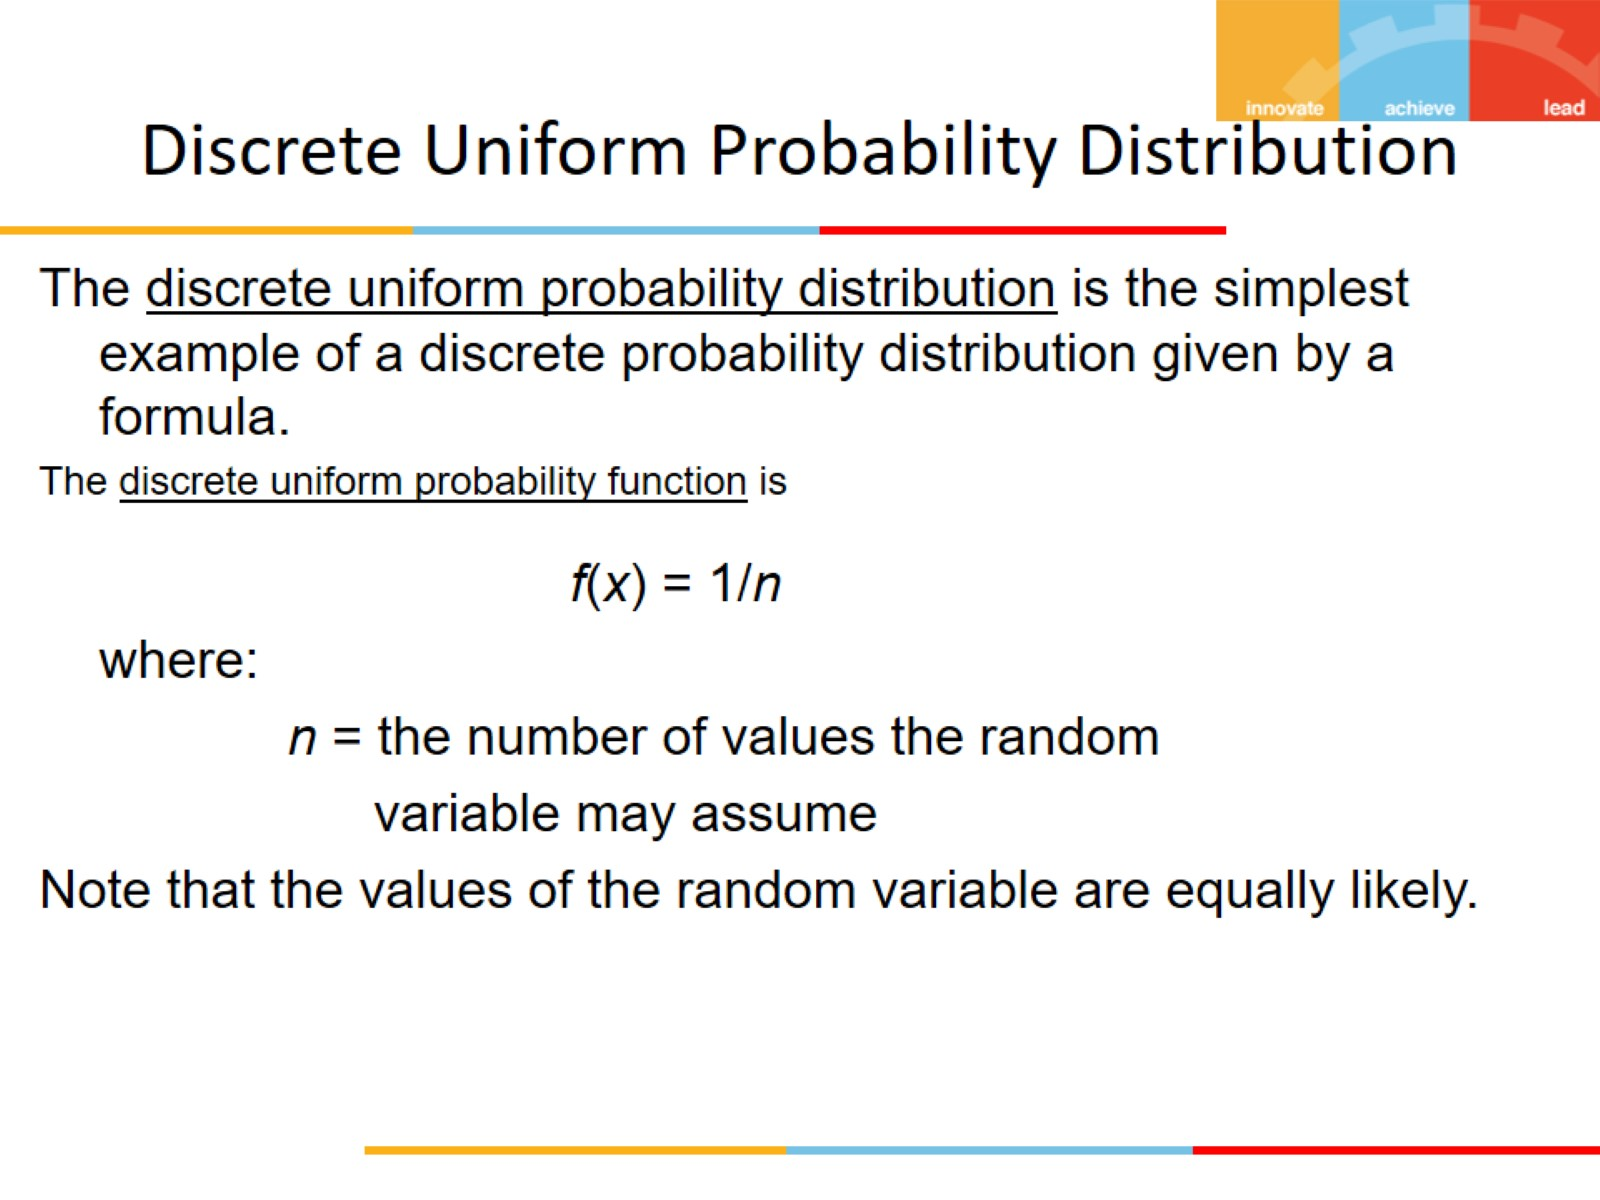 innovate achieve lead
Discrete Uniform Probability Distribution
The discrete uniform probability distribution is the simplest
example of a discrete probability distribution given by a
formula.
The discrete uniform probability function is
f(x) = 1/n
where:
n = the number of values the random
variable may assume
Note that the values of the random variable are equally likely.